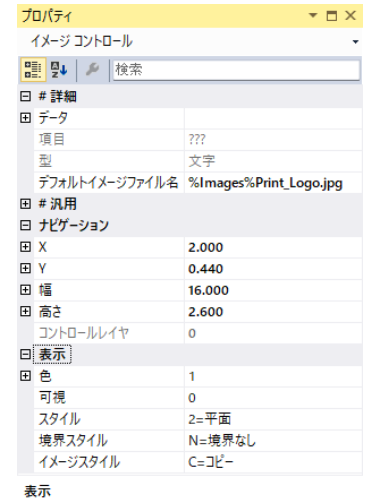 プロパティ
イメージ コントロール
検索
# 詳細
データ
項目 ???
型 文字
デフォルトイメージファイル名 %Images%Print_Logo.jpg
# 汎用
ナビゲーション
X 2.000
Y 0.440
幅 16.000
高さ 2.600
コントロールレイヤ 0
表示
色 1
可視 0
スタイル 2=平面
境界スタイル N=境界なし
イメージスタイル C=コピー
表示